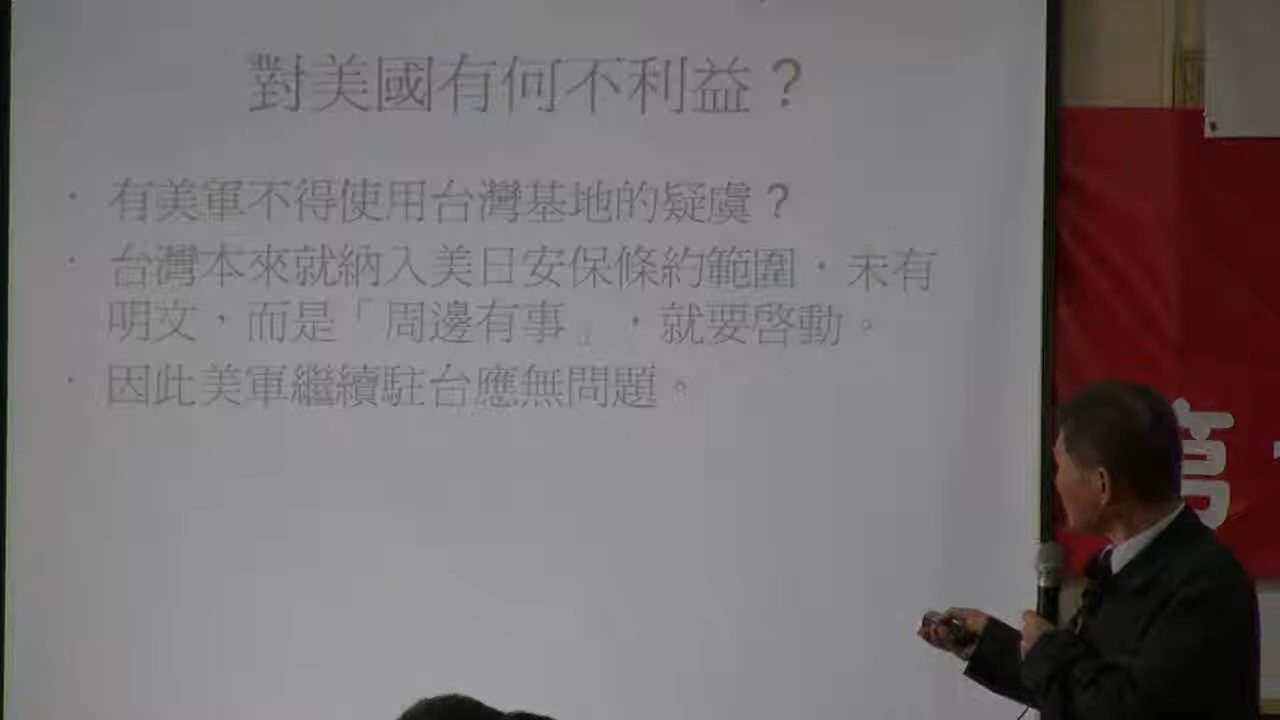 對美國有何不利益？
· 有美軍不得使用台灣基地的疑虞？
· 台灣本來就納入美日安保條約範圍，未有
明文，而是「周邊有事」，就要啓動。
· 因此美軍繼續駐台應無問題。